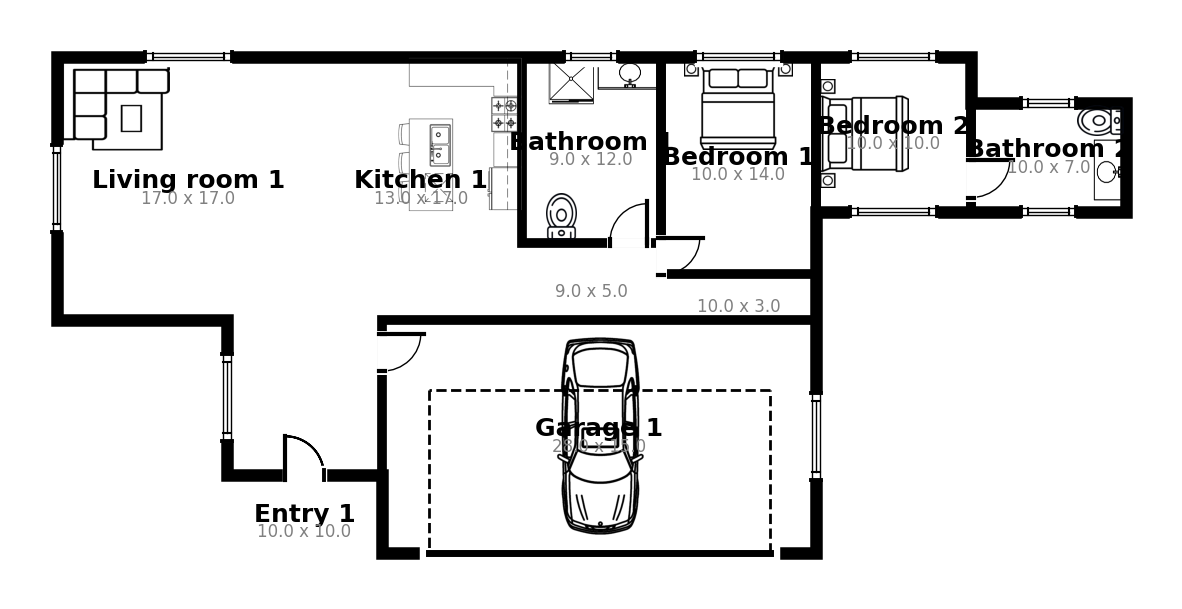 Living room 1
17.0 x 17.0
Kitchen 1
13.0 x 17.0
Bathroom 1
9.0 x 12.0
Bedroom 1
10.0 x 14.0
Bedroom 2
10.0 x 10.0
Bathroom 2
10.0 x 7.0
9.0 x 5.0
10.0 x 3.0
Garage 1
28.0 x 15.0
Entry 1
10.0 x 10.0